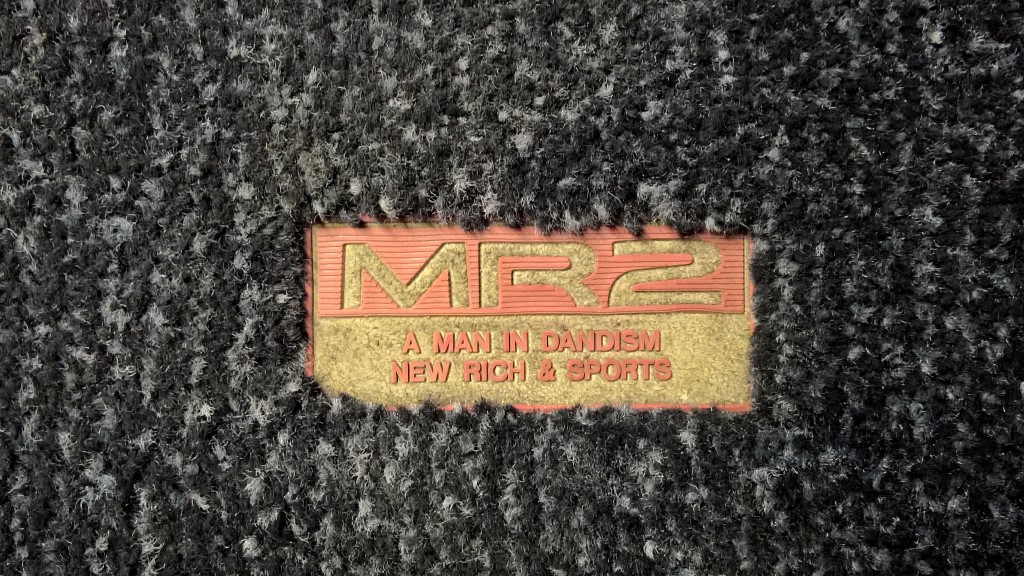 MR2
A MAN IN DANDISM
NEW RICH & SPORTS